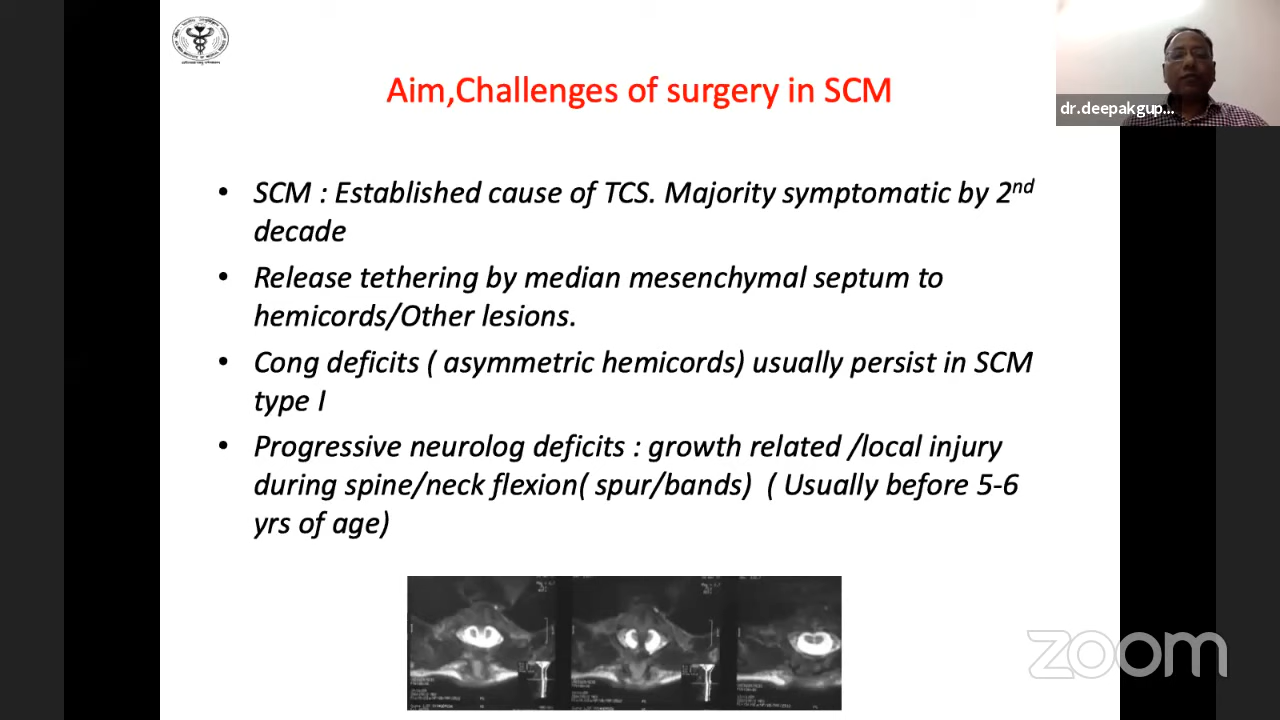 Aim,Challenges of surgery in SCM
dr.deepakgup...
• SCM : Established cause of TCS. Majority symptomatic by 2nd
decade
• Release tethering by median mesenchymal septum to
hemicords/Other lesions.
• Cong deficits ( asymmetric hemicords) usually persist in SCM
type I
• Progressive neurolog deficits : growth related /local injury
during spine/neck flexion( spur/bands) ( Usually before 5-6
yrs of age)
zoom